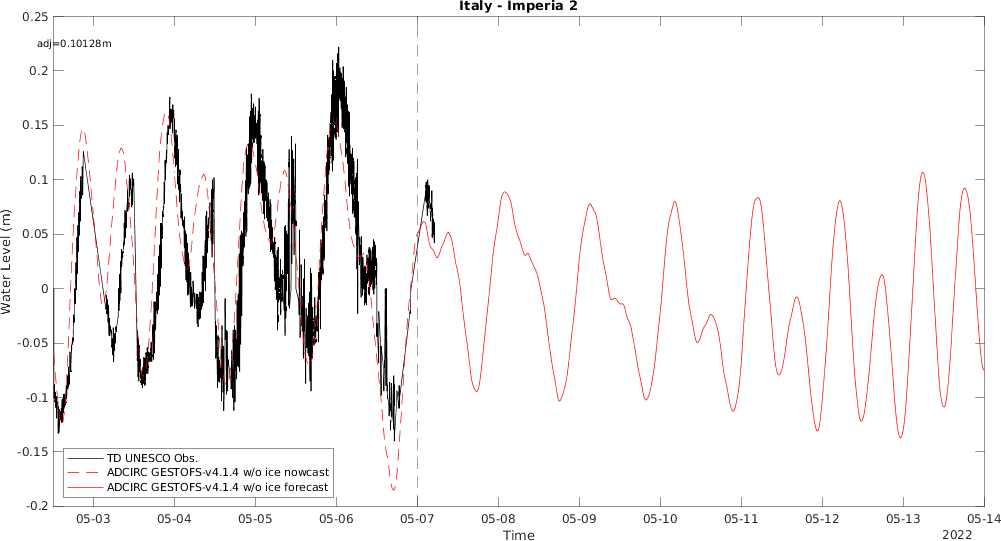 Italy - Imperia 2
adj=0.10128m
0.25
0.2
0.15
0.1
0.05
0
-0.05
-0.1
-0.15
-0.2
Water Level (m)
TD UNESCO Obs.
ADCIRC GESTOFS-v4.1.4 w/o ice nowcast
ADCIRC GESTOFS-v4.1.4 w/o ice forecast
05-03 05-04 05-05 05-06 05-07 05-08 05-09 05-10 05-11 05-12 05-13 05-14
Time
2022